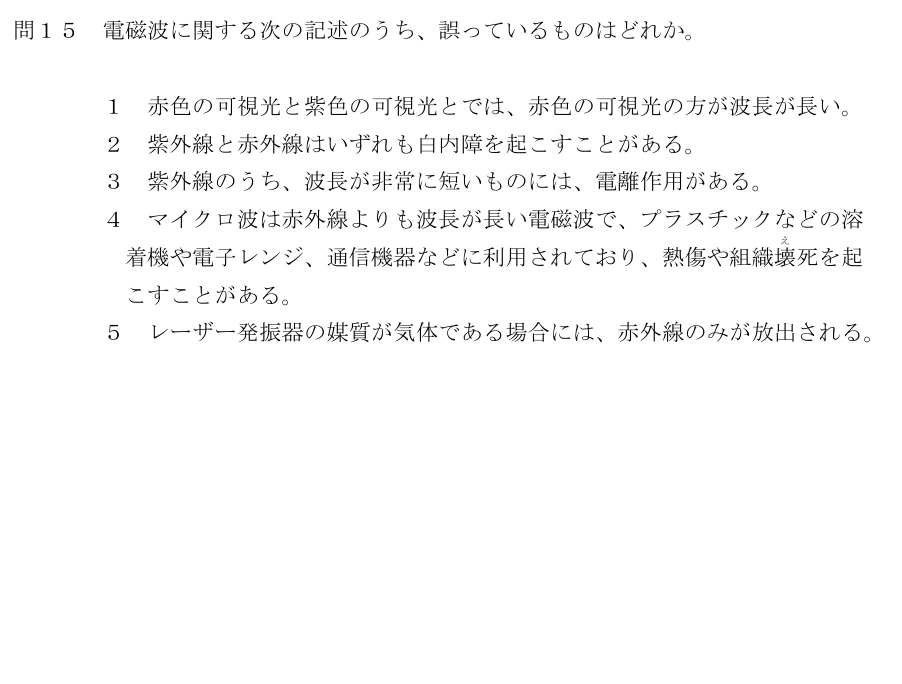 問１５　電磁波に関する次の記述のうち、誤っているものはどれか。
１　赤色の可視光と紫色の可視光とでは、赤色の可視光の方が波長が長い。
２　紫外線と赤外線はいずれも白内障を起こすことがある。
３　紫外線のうち、波長が非常に短いものには、電離作用がある。
４　マイクロ波は赤外線よりも波長が長い電磁波で、プラスチックなどの溶
え
着機や電子レンジ、通信機器などに利用されており、熱傷や組織壊死を起
こすことがある。
５　レーザー発振器の媒質が気体である場合には、赤外線のみが放出される。